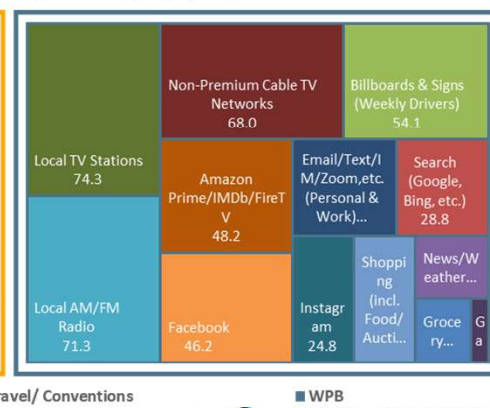 Local TV Stations
74.3
Local AM/FM
Radio
71.3
Non-Premium Cable TV
Networks
68.0
Billboards & Signs
(Weekly Drivers)
54.1
Amazon
Prime/IMDb/FireT
V
48.2
Facebook
46.2
Email/Text/I
M/Zoom,etc.
(Personal &
Work)...
Search
(Google,
Bing, etc.)
28.8
Instagr
am
24.8
Shoppi
ng
(incl.
Food/
Aucti...
News/W
eather...
Groce
ry...
G
a
ravel/ Conventions
WPB